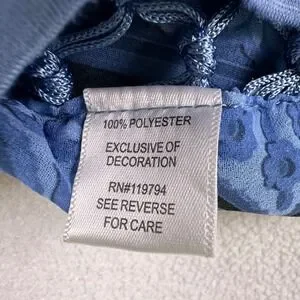 100% POLYESTER
EXCLUSIVE OF
DECORATION
RN#119794
SEE REVERSE
FOR CARE